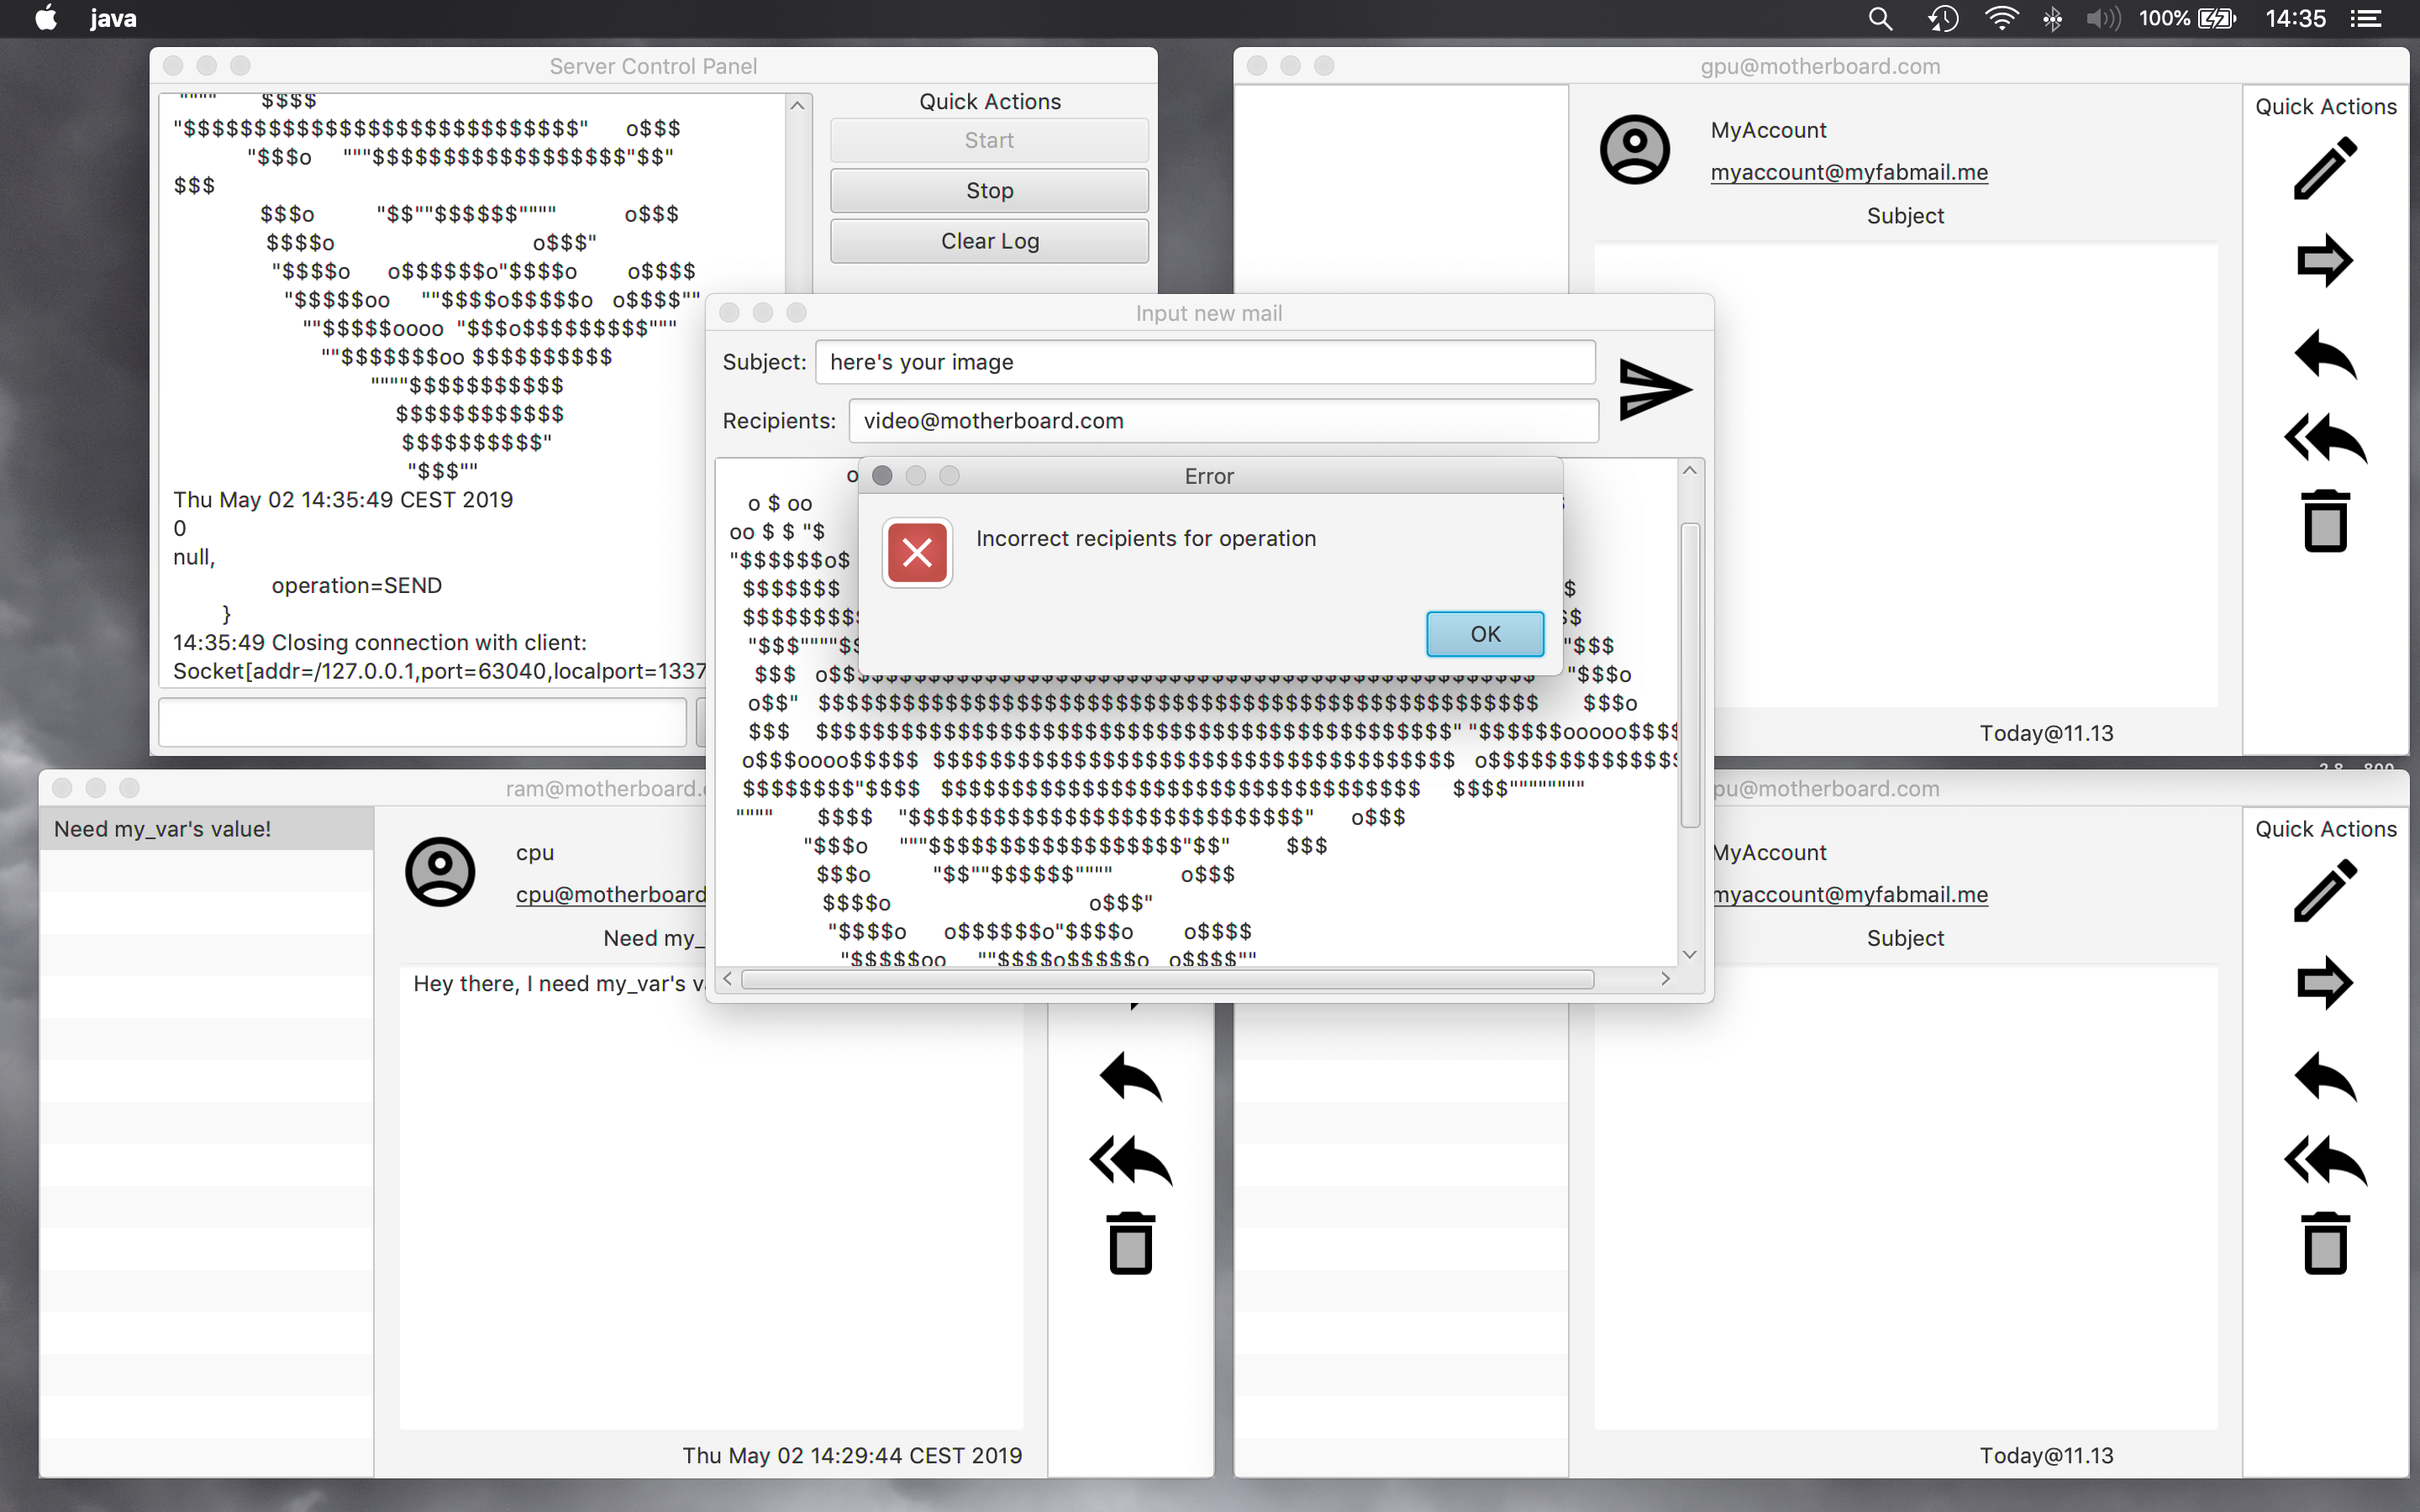 java
100%
14:35
Server Control Panel
"""" $$$$
"$$$$$$$$$$$$$$$$$$$$$$$$$$$$" o$$$
"$$$o """$$$$$$$$$$$$$$$$$$"$$"
$$$
$$$o "$$""$$$$$$"""" o$$$
$$$$o o$$$"
"$$$$o o$$$$$$o"$$$$o o$$$$
"$$$$$oo ""$$$$o$$$$$o o$$$$""
""$$$$$oooo "$$$o$$$$$$$$$"""
""$$$$$$$oo $$$$$$$$$$
""""$$$$$$$$$$$
$$$$$$$$$$$$
$$$$$$$$$$"
"$$$""
Thu May 02 14:35:49 CEST 2019
0
null,
operation=SEND
}
14:35:49 Closing connection with client:
Socket[addr=/127.0.0.1,port=63040,localport=1337
Quick Actions
Start
Stop
Clear Log
gpu@motherboard.com
MyAccount
myaccount@myfabmail.me
Subject
Today@11.13
Quick Actions
Input new mail
Subject: here's your image
Recipients: video@motherboard.com
o $ oo
oo $ $ "$
"$$$$$$o$
$$$$$$$ $
"$$$""""$ "$$$
$$$ "$$$o
o$$" $$$$$$$$$$$$$$$$$$$$$$$$$$$$$$$$$$$$$$$$$$$$$$$$$$$ $$$o
$$$ $$$$$$$$$$$$$$$$$$$$$$$$$$$$$$$$$$$$$$$$$$$$$" "$$$$$$ooooo$$$$
o$$$oooo$$$$$ $$$$$$$$$$$$$$$$$$$$$$$$$$$$$$$$$$$$$ o$$$$$$$$$$$$$
$$$$$$$$"$$$$ $$$$$$$$$$$$$$$$$$$$$$$$$$$$$$$$$$ $$$$""""""""
"""" $$$$ "$$$$$$$$$$$$$$$$$$$$$$$$$$$$" o$$$
"$$$o """$$$$$$$$$$$$$$$$$$"$$" $$$
$$$o "$$""$$$$$$"""" o$$$
$$$$o o$$$"
"$$$$o o$$$$$$o"$$$$o o$$$$
"$$$$$oo ""$$$$o$$$$$o o$$$$""
Error
Incorrect recipients for operation
OK
ram@motherboard.
Need my_var's value!
cpu
cpu@motherboard
Need my_
Hey there, I need my_var's
Thu May 02 14:29:44 CEST 2019
pu@motherboard.com
MyAccount
myaccount@myfabmail.me
Subject
Today@11.13
Quick Actions